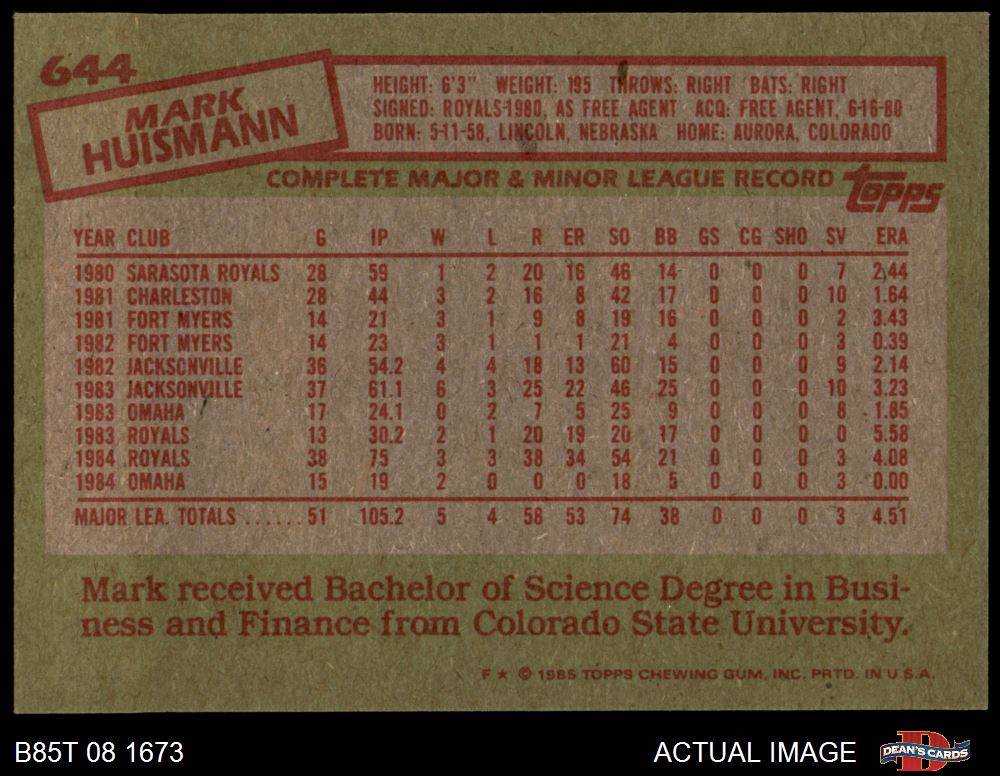 644
MARK
HUISMANN
HEIGHT: 6'3" WEIGHT: 195 THROWS: RIGHT BATS: RIGHT
SIGNED: ROYALS-1980, AS FREE AGENT ACQ: FREE AGENT, 6-16-80
BORN: 5-11-58, LINCOLN, NEBRASKA HOME: AURORA, COLORADO
COMPLETE MAJOR & MINOR LEAGUE RECORD topps
YEAR CLUB G IP W L R ER SO BB GS CG SHO SV ERA
1980 SARASOTA ROYALS 28 59 1 2 20 16 46 14 0 0 0 7 2.44
1981 CHARLESTON 28 44 3 2 16 8 42 17 0 0 0 10 1.64
1981 FORT MYERS 14 21 3 1 9 8 19 16 0 0 0 2 3.43
1982 FORT MYERS 14 23 3 1 1 1 21 4 0 0 0 3 0.39
1982 JACKSONVILLE 36 54.2 4 4 18 13 60 15 0 0 0 9 2.14
1983 JACKSONVILLE 37 61.1 6 3 25 22 46 25 0 0 0 10 3.23
1983 OMAHA 17 24.1 0 2 7 5 25 9 0 0 0 8 1.85
1983 ROYALS 13 30.2 2 1 20 19 20 17 0 0 0 0 5.58
1984 ROYALS 38 75 3 3 38 34 54 21 0 0 0 3 4.08
1984 OMAHA 15 19 2 0 0 0 18 5 0 0 0 3 0.00
MAJOR LEA. TOTALS ...... 51 105.2 5 4 58 53 74 38 0 0 0 3 4.51
Mark received Bachelor of Science Degree in Busi-
ness and Finance from Colorado State University.
F ★ © 1985 TOPPS CHEWING GUM, INC. PRTD. IN U.S.A.
B85T 08 1673 ACTUAL IMAGE DEAN'S CARDS